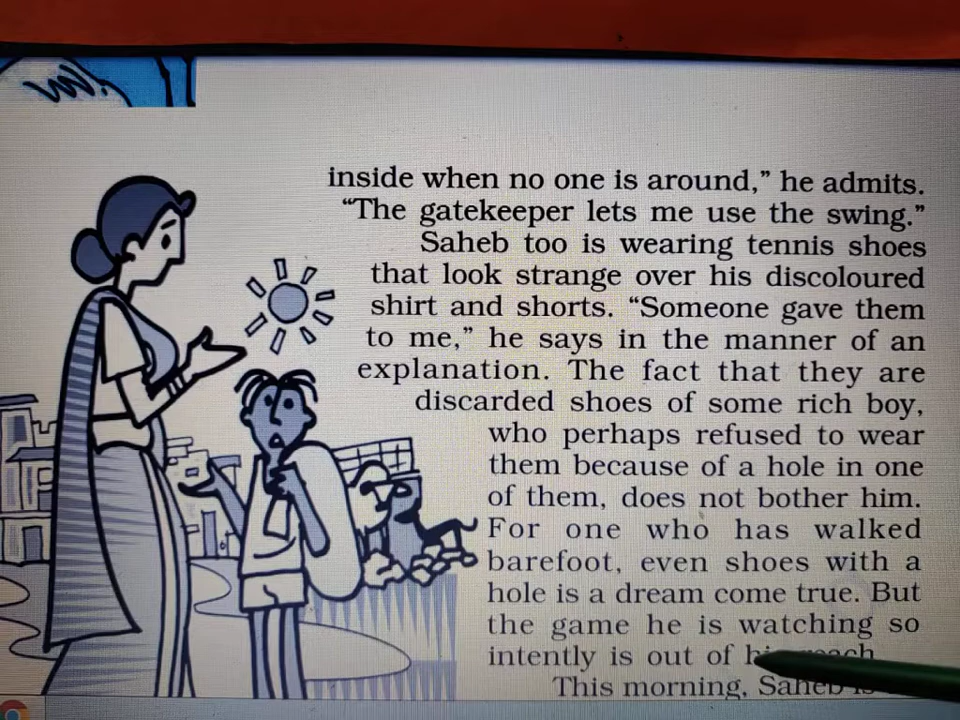 inside when no one is around,” he admits.
“The gatekeeper lets me use the swing.”
Saheb too is wearing tennis shoes
that look strange over his discoloured
shirt and shorts. “Someone gave them
to me,” he says in the manner of an
explanation. The fact that they are
discarded shoes of some rich boy,
who perhaps refused to wear
them because of a hole in one
of them, does not bother him.
For one who has walked
barefoot, even shoes with a
hole is a dream come true. But
the game he is watching so
intently is out of his reach.
This morning, Saheb is